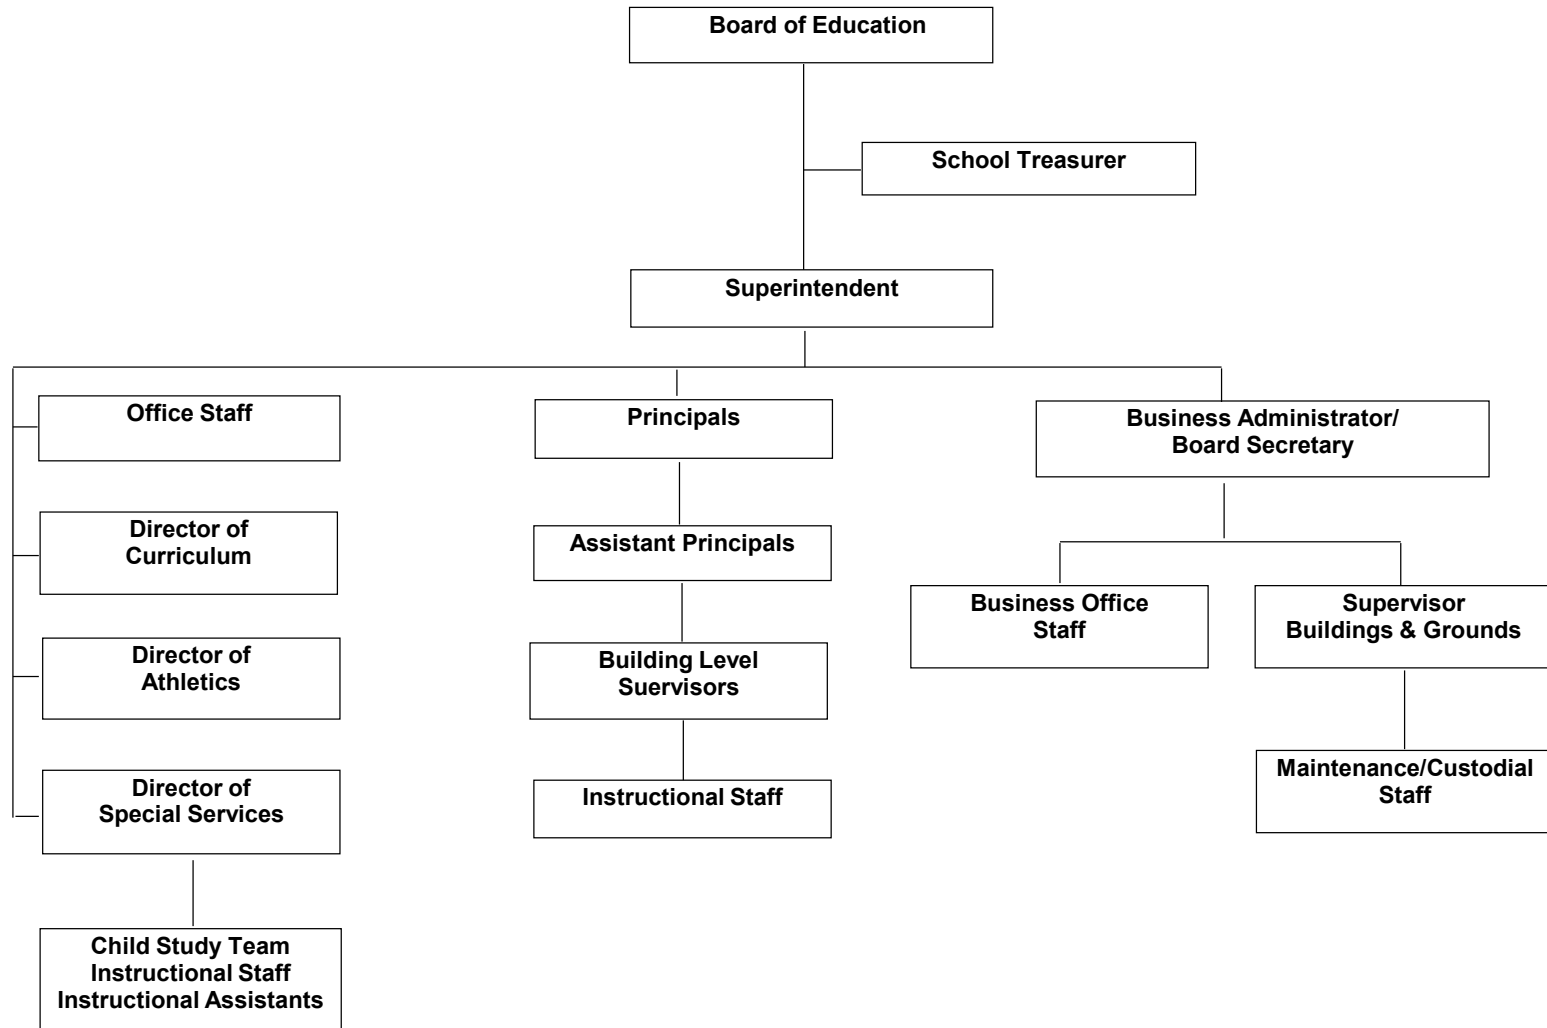 Board of Education
School Treasurer
Superintendent
Office Staff
Principals
Business Administrator/
Board Secretary
Director of
Curriculum
Assistant Principals
Business Office
Staff
Supervisor
Buildings & Grounds
Director of
Athletics
Building Level
Suervisors
Director of
Special Services
Instructional Staff
Maintenance/Custodial
Staff
Child Study Team
Instructional Staff
Instructional Assistants